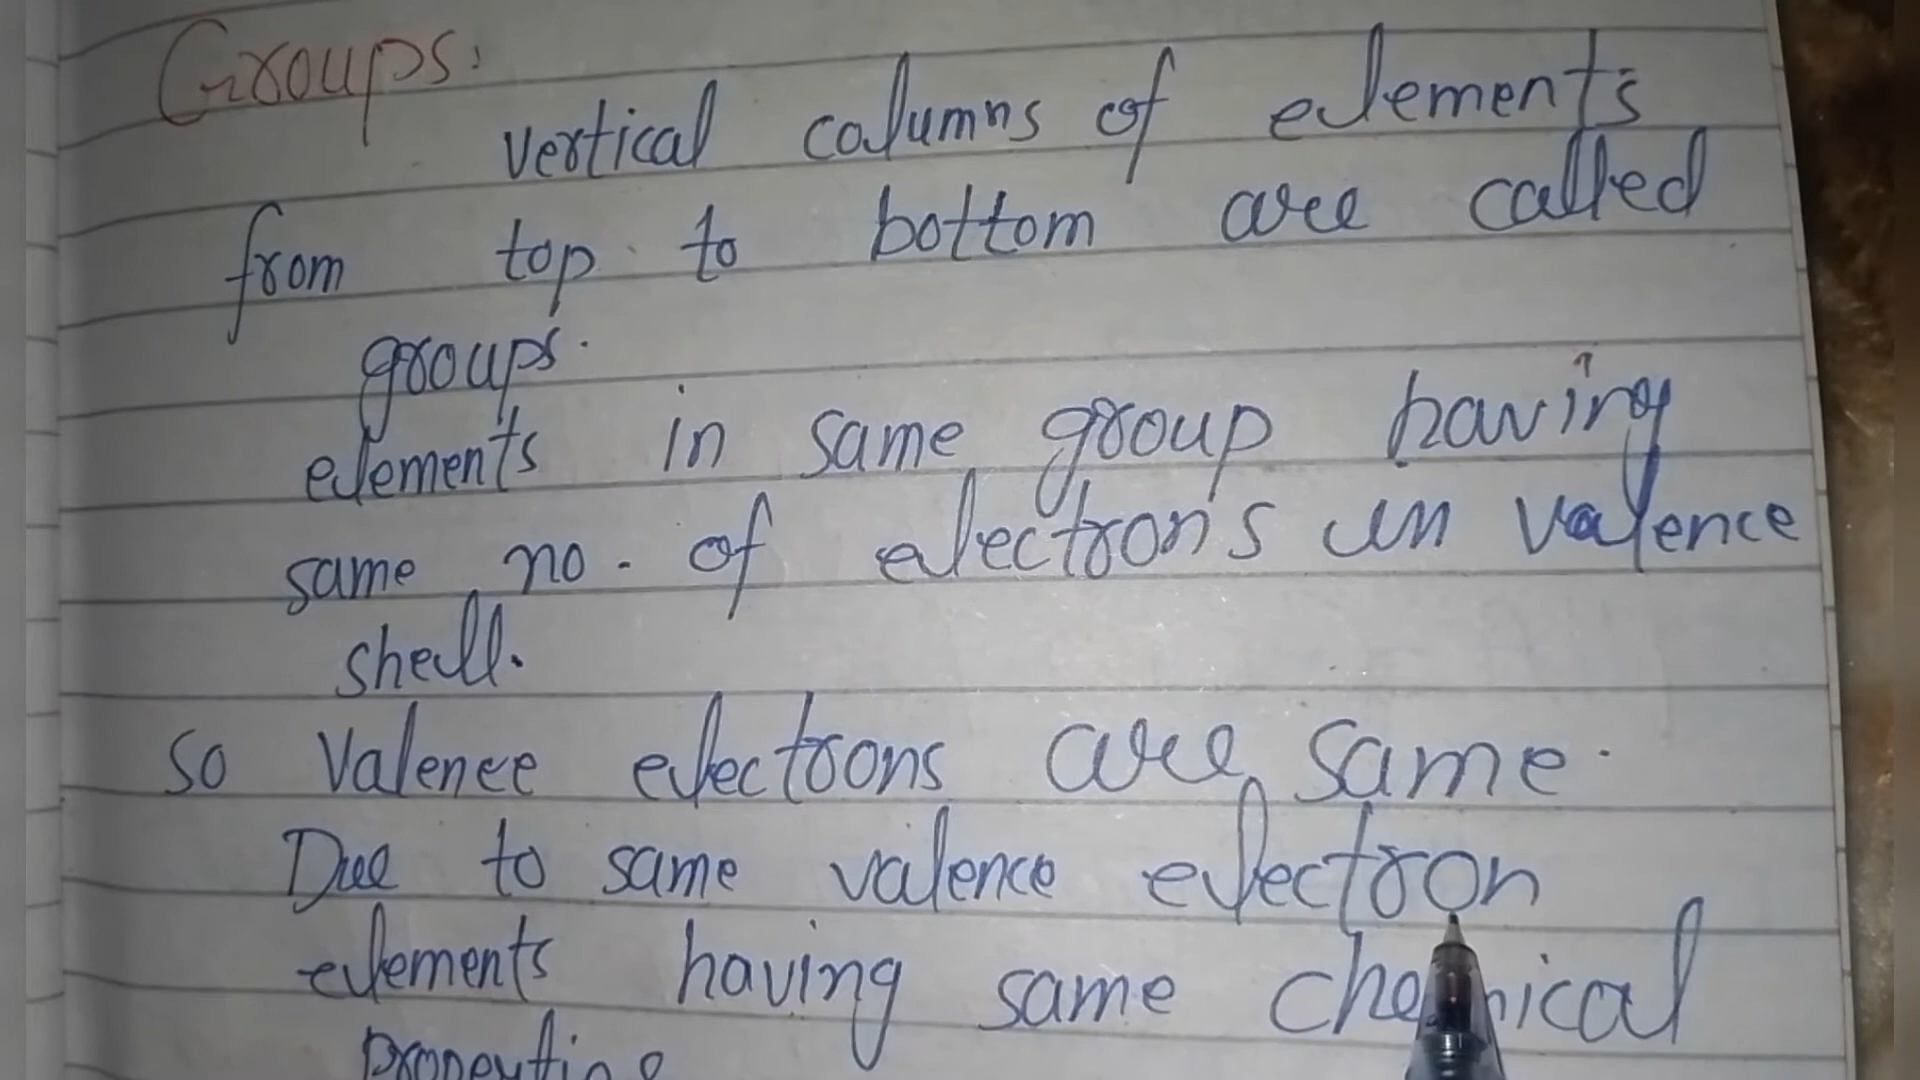 Groups:
vertical columns of elements
from top to bottom are called
groups.
elements in same group having
same no. of electrons in valence
shell.
So Valence electrons are same.
Due to same valence electron
elements having same chemical